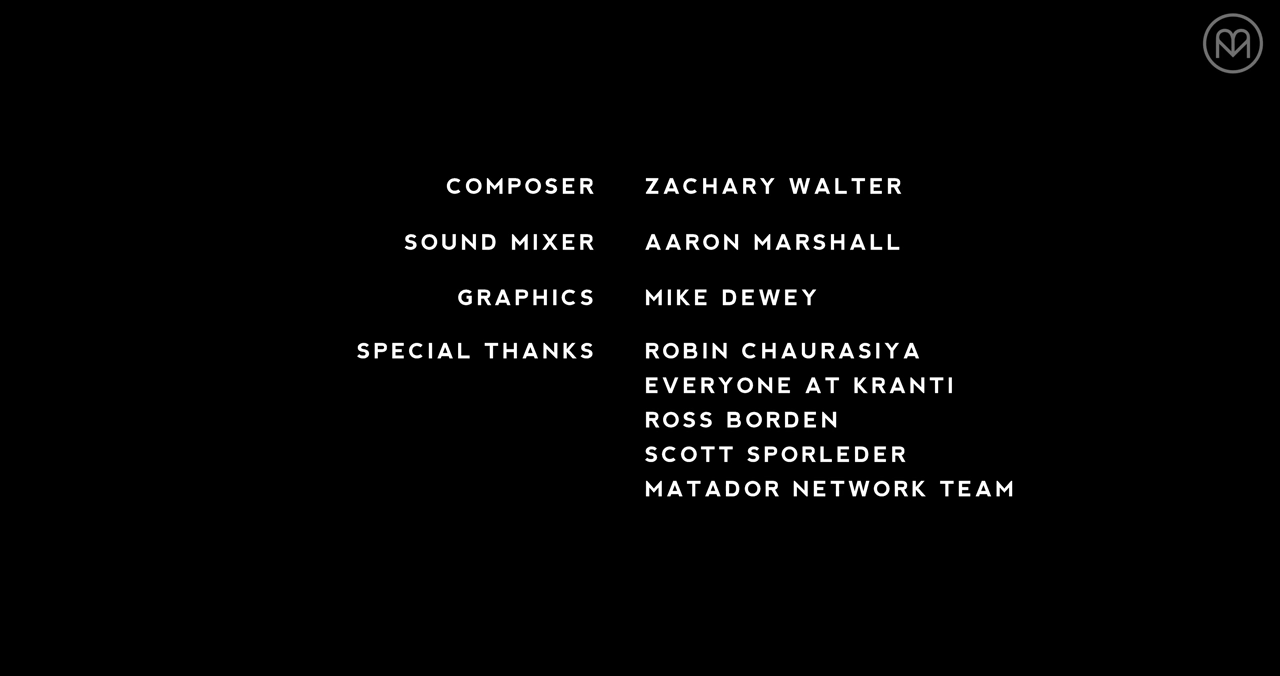 COMPOSER ZACHARY WALTER
SOUND MIXER AARON MARSHALL
GRAPHICS MIKE DEWEY
SPECIAL THANKS ROBIN CHAURASIYA
EVERYONE AT KRANTI
ROSS BORDEN
SCOTT SPORLEDER
MATADOR NETWORK TEAM